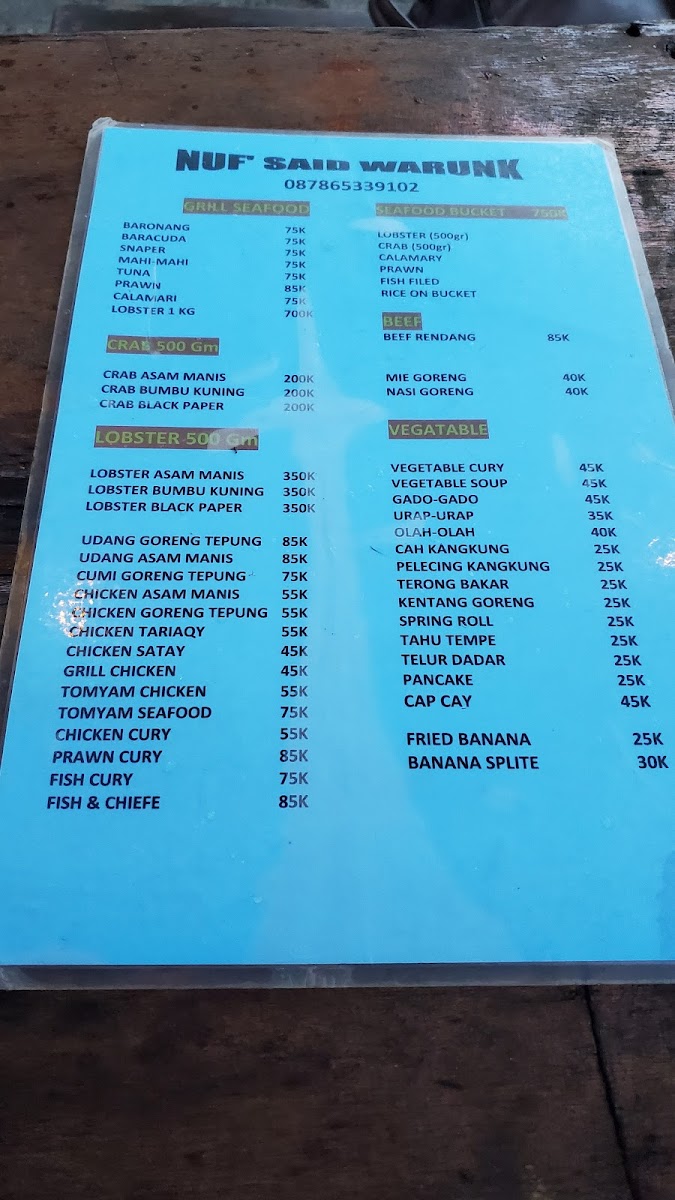 NUF' SAID WARUNK
087865339102
GRILL SEAFOOD
BARONANG 75K
BARACUDA 75K
SNAPER 75K
MAHI-MAHI 75K
TUNA 75K
PRAWN 85K
CALAMARI 75K
LOBSTER 1 KG 700K
CRAB 500 Gm
CRAB ASAM MANIS 200K
CRAB BUMBU KUNING 200K
CRAB BLACK PAPER 200K
LOBSTER 500 Gm
LOBSTER ASAM MANIS 350K
LOBSTER BUMBU KUNING 350K
LOBSTER BLACK PAPER 350K
UDANG GORENG TEPUNG 85K
UDANG ASAM MANIS 85K
CUMI GORENG TEPUNG 75K
CHICKEN ASAM MANIS 55K
CHICKEN GORENG TEPUNG 55K
CHICKEN TARIAQY 55K
CHICKEN SATAY 45K
GRILL CHICKEN 45K
TOMYAM CHICKEN 55K
TOMYAM SEAFOOD 75K
CHICKEN CURY 55K
PRAWN CURY 85K
FISH CURY 75K
FISH & CHIEFE 85K
SEAFOOD BUCKET 750K
LOBSTER (500gr)
CRAB (500gr)
CALAMARY
PRAWN
FISH FILED
RICE ON BUCKET
BEEF
BEEF RENDANG 85K
MIE GORENG 40K
NASI GORENG 40K
VEGATABLE
VEGETABLE CURY 45K
VEGETABLE SOUP 45K
GADO-GADO 45K
URAP-URAP 35K
OLAH-OLAH 40K
CAH KANGKUNG 25K
PELECING KANGKUNG 25K
TERONG BAKAR 25K
KENTANG GORENG 25K
SPRING ROLL 25K
TAHU TEMPE 25K
TELUR DADAR 25K
PANCAKE 25K
CAP CAY 45K
FRIED BANANA 25K
BANANA SPLITE 30K